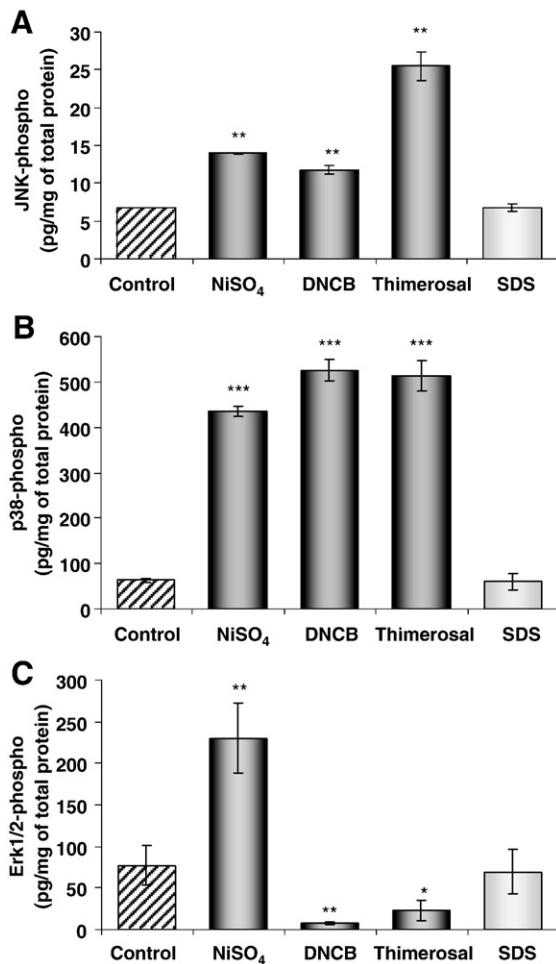 A
JNK-phospho
(pg/mg of total protein)
30
25
20
15
10
5
0
**
**
**
Control NiSO4 DNCB Thimerosal SDS
B
p38-phospho
(pg/mg of total protein)
600
500
400
300
200
100
0
***
***
***
Control NiSO4 DNCB Thimerosal SDS
C
Erk1/2-phospho
(pg/mg of total protein)
300
250
200
150
100
50
0
**
**
*
Control NiSO4 DNCB Thimerosal SDS